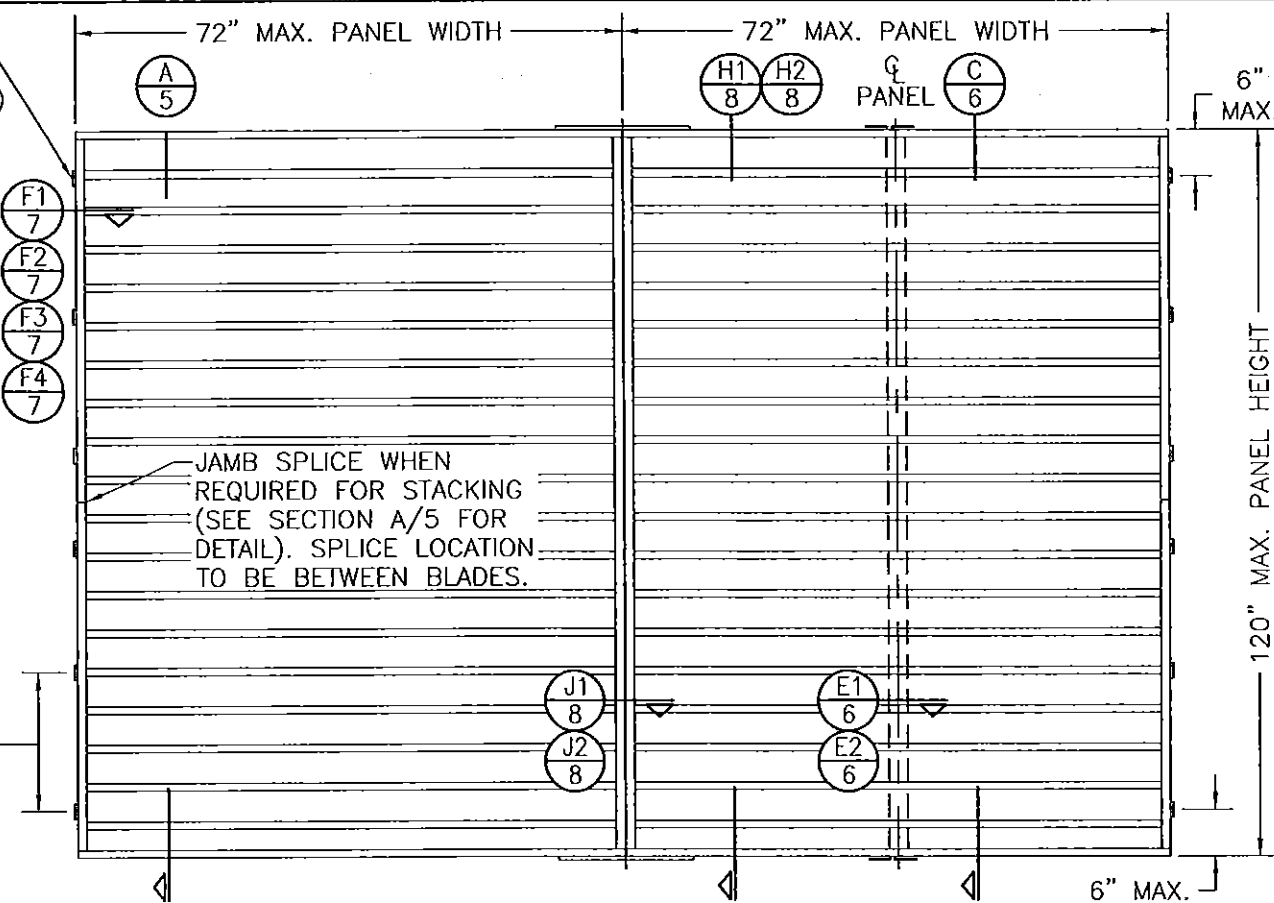 72" MAX. PANEL WIDTH
72" MAX. PANEL WIDTH
A
5
H1
8
H2
8
℄
PANEL
C
6
6"
MAX.
F1
7
F2
7
F3
7
F4
7
JAMB SPLICE WHEN
REQUIRED FOR STACKING
(SEE SECTION A/5 FOR
DETAIL). SPLICE LOCATION
TO BE BETWEEN BLADES.
120" MAX. PANEL HEIGHT
J1
8
J2
8
E1
6
E2
6
6" MAX.